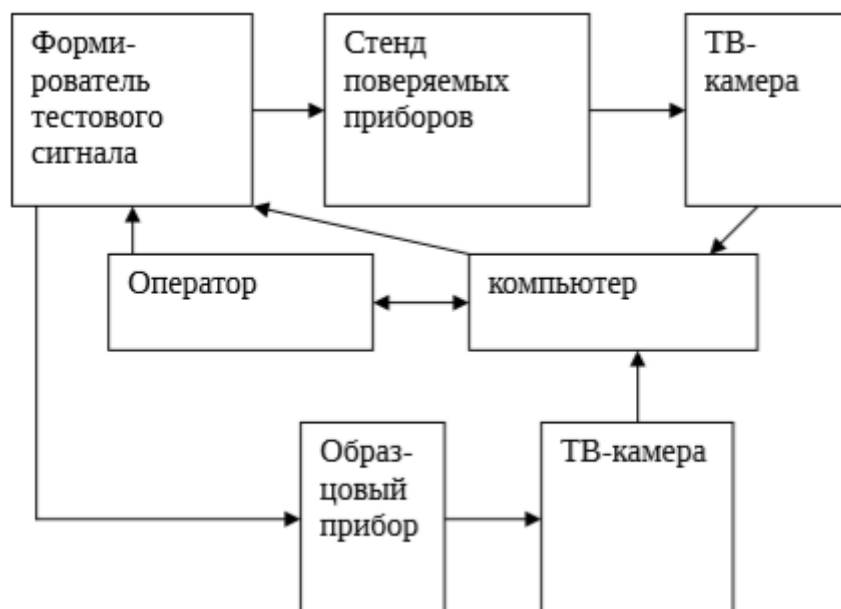 Форми-
рователь
тестового
сигнала
Стенд
поверяемых
приборов
ТВ-
камера
Оператор
компьютер
Образ-
цовый
прибор
ТВ-камера